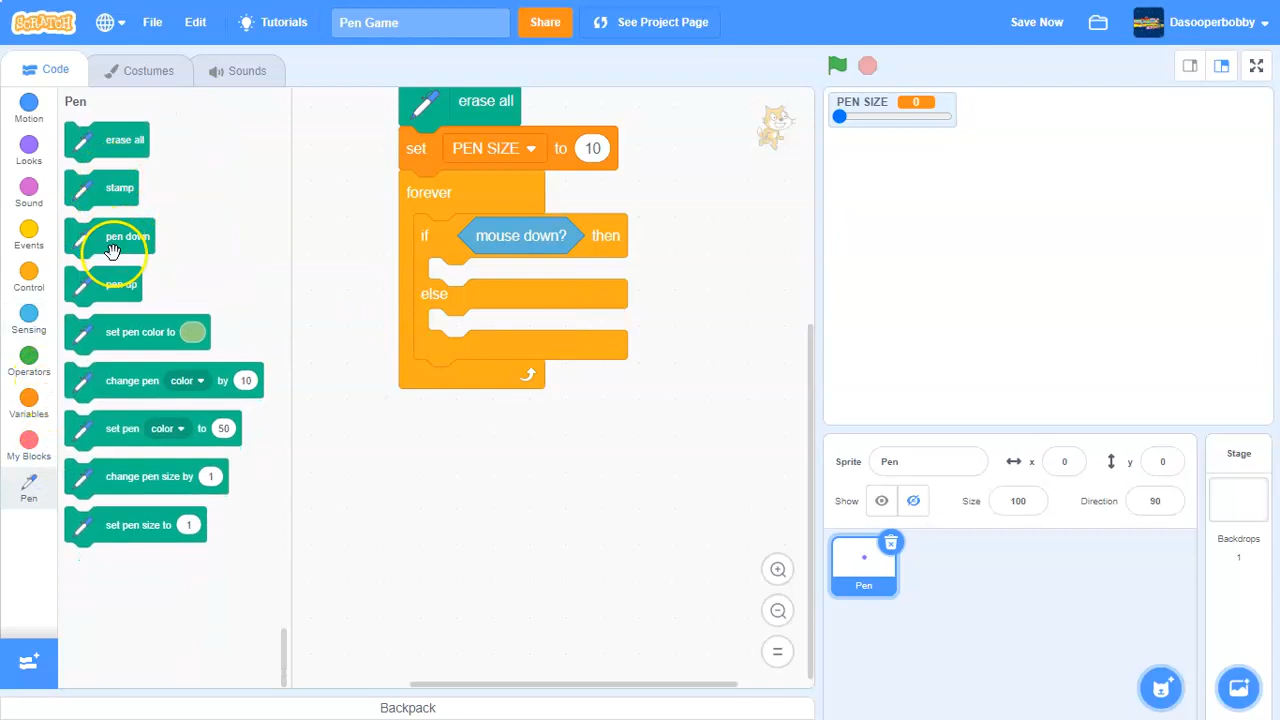 SCRATCH
File
Edit
Tutorials
Pen Game
Share
See Project Page
Save Now
Dasooperbobby
Code
Costumes
Sounds
Motion
Looks
Sound
Events
Control
Sensing
Operators
Variables
My Blocks
Pen
Pen
erase all
stamp
pen down
pen up
set pen color to
change pen color by 10
set pen color to 50
change pen size by 1
set pen size to 1
erase all
set PEN SIZE to 10
forever
if mouse down? then
else
PEN SIZE 0
Sprite Pen x 0 y 0
Show Size 100 Direction 90
Pen
Stage
Backdrops
1
Backpack